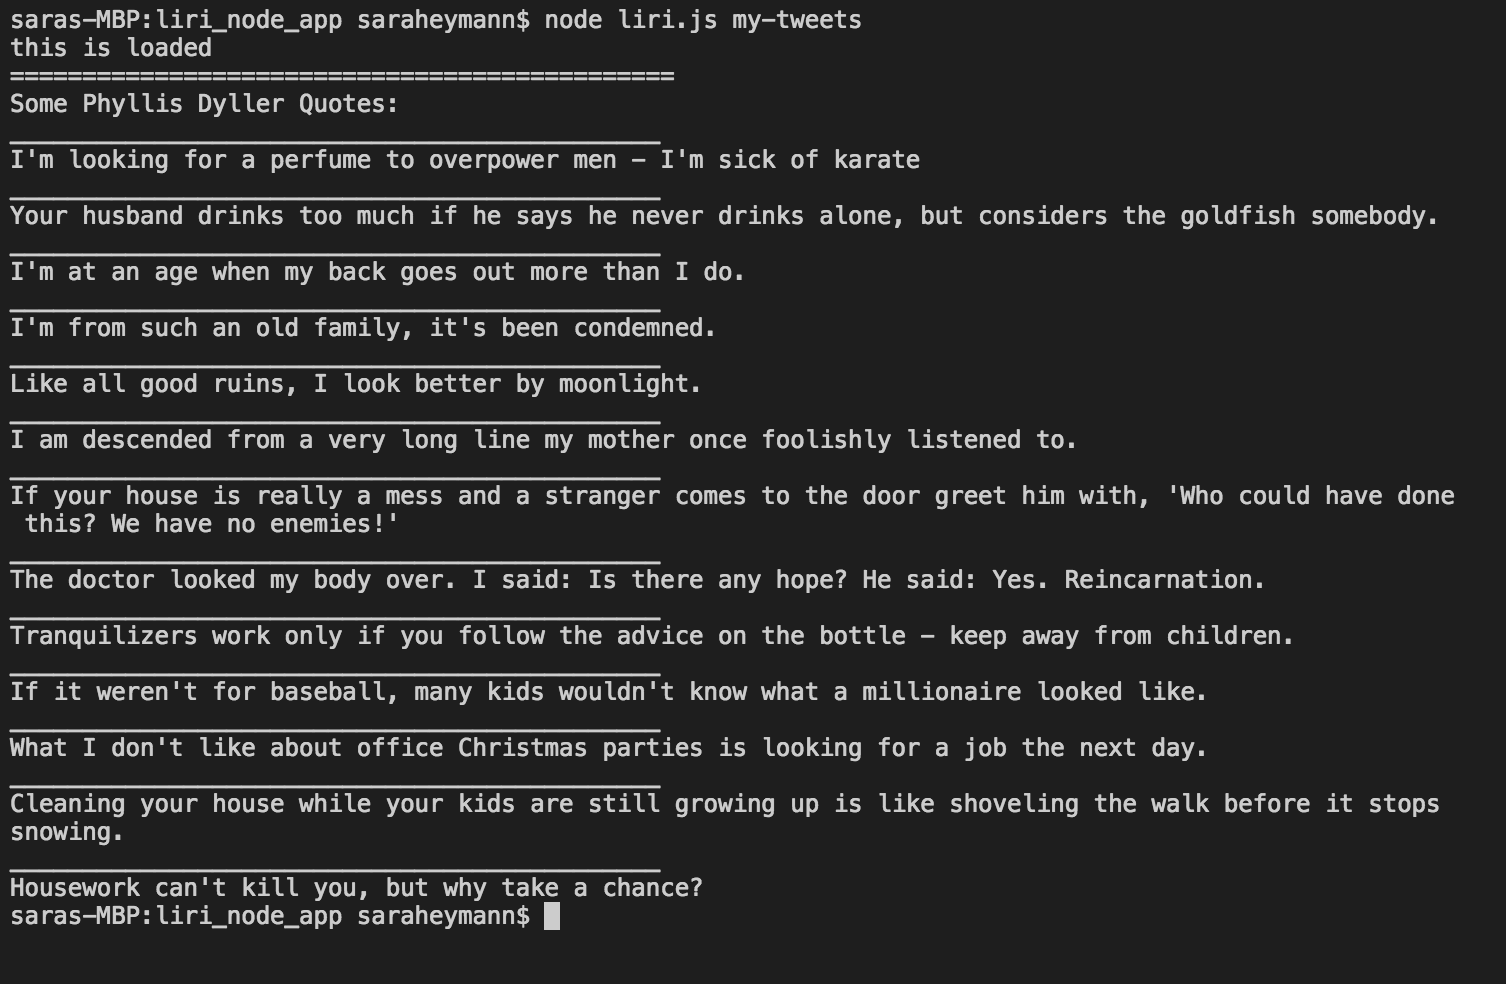 saras-MBP:liri_node_app saraheymann$ node liri.js my-tweets
this is loaded
==============================================
Some Phyllis Dyller Quotes:
_____________________________________________
I'm looking for a perfume to overpower men – I'm sick of karate
_____________________________________________
Your husband drinks too much if he says he never drinks alone, but considers the goldfish somebody.
_____________________________________________
I'm at an age when my back goes out more than I do.
_____________________________________________
I'm from such an old family, it's been condemned.
_____________________________________________
Like all good ruins, I look better by moonlight.
_____________________________________________
I am descended from a very long line my mother once foolishly listened to.
_____________________________________________
If your house is really a mess and a stranger comes to the door greet him with, 'Who could have done
 this? We have no enemies!'
_____________________________________________
The doctor looked my body over. I said: Is there any hope? He said: Yes. Reincarnation.
_____________________________________________
Tranquilizers work only if you follow the advice on the bottle – keep away from children.
_____________________________________________
If it weren't for baseball, many kids wouldn't know what a millionaire looked like.
_____________________________________________
What I don't like about office Christmas parties is looking for a job the next day.
_____________________________________________
Cleaning your house while your kids are still growing up is like shoveling the walk before it stops
snowing.
_____________________________________________
Housework can't kill you, but why take a chance?
saras-MBP:liri_node_app saraheymann$